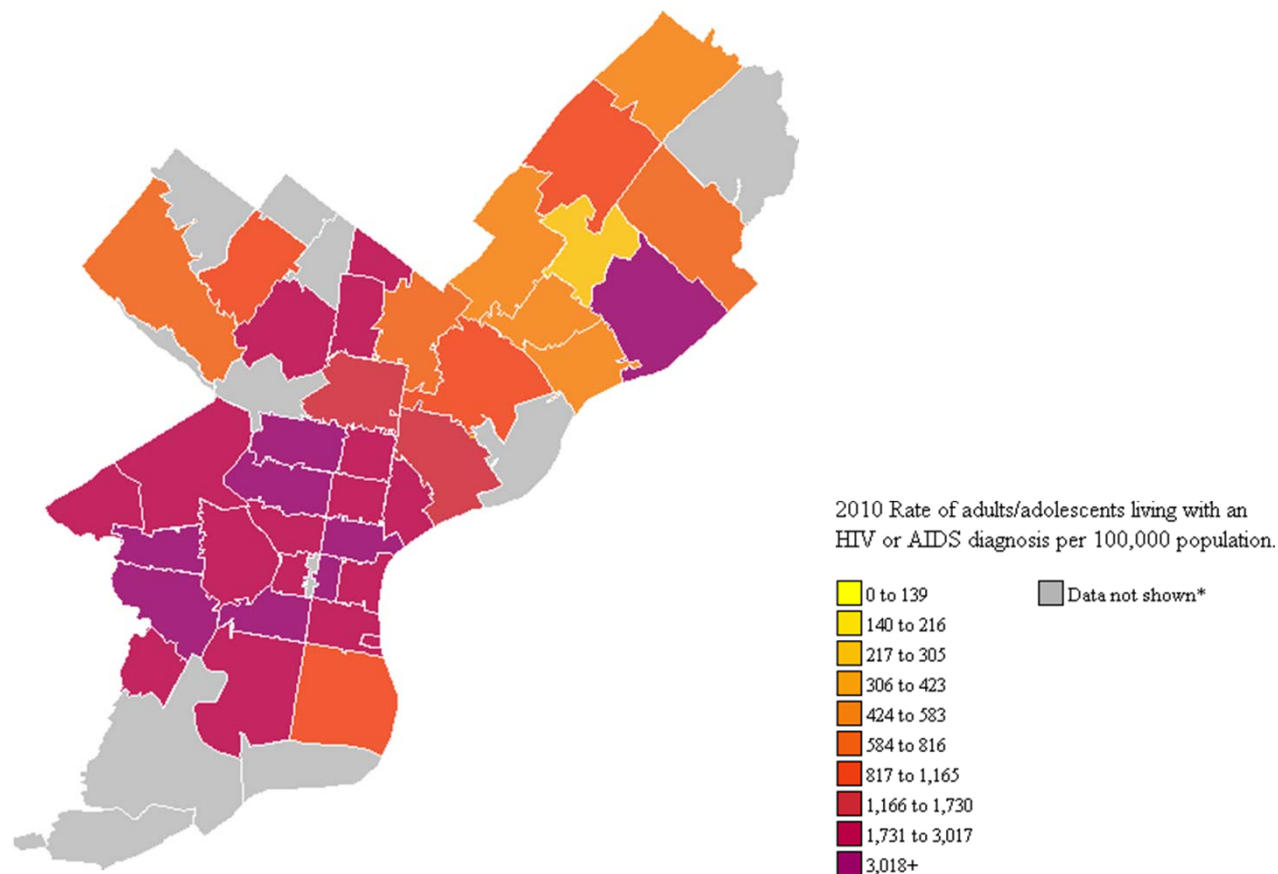 2010 Rate of adults/adolescents living with an
HIV or AIDS diagnosis per 100,000 population.
0 to 139
Data not shown*
140 to 216
217 to 305
306 to 423
424 to 583
584 to 816
817 to 1,165
1,166 to 1,730
1,731 to 3,017
3,018+